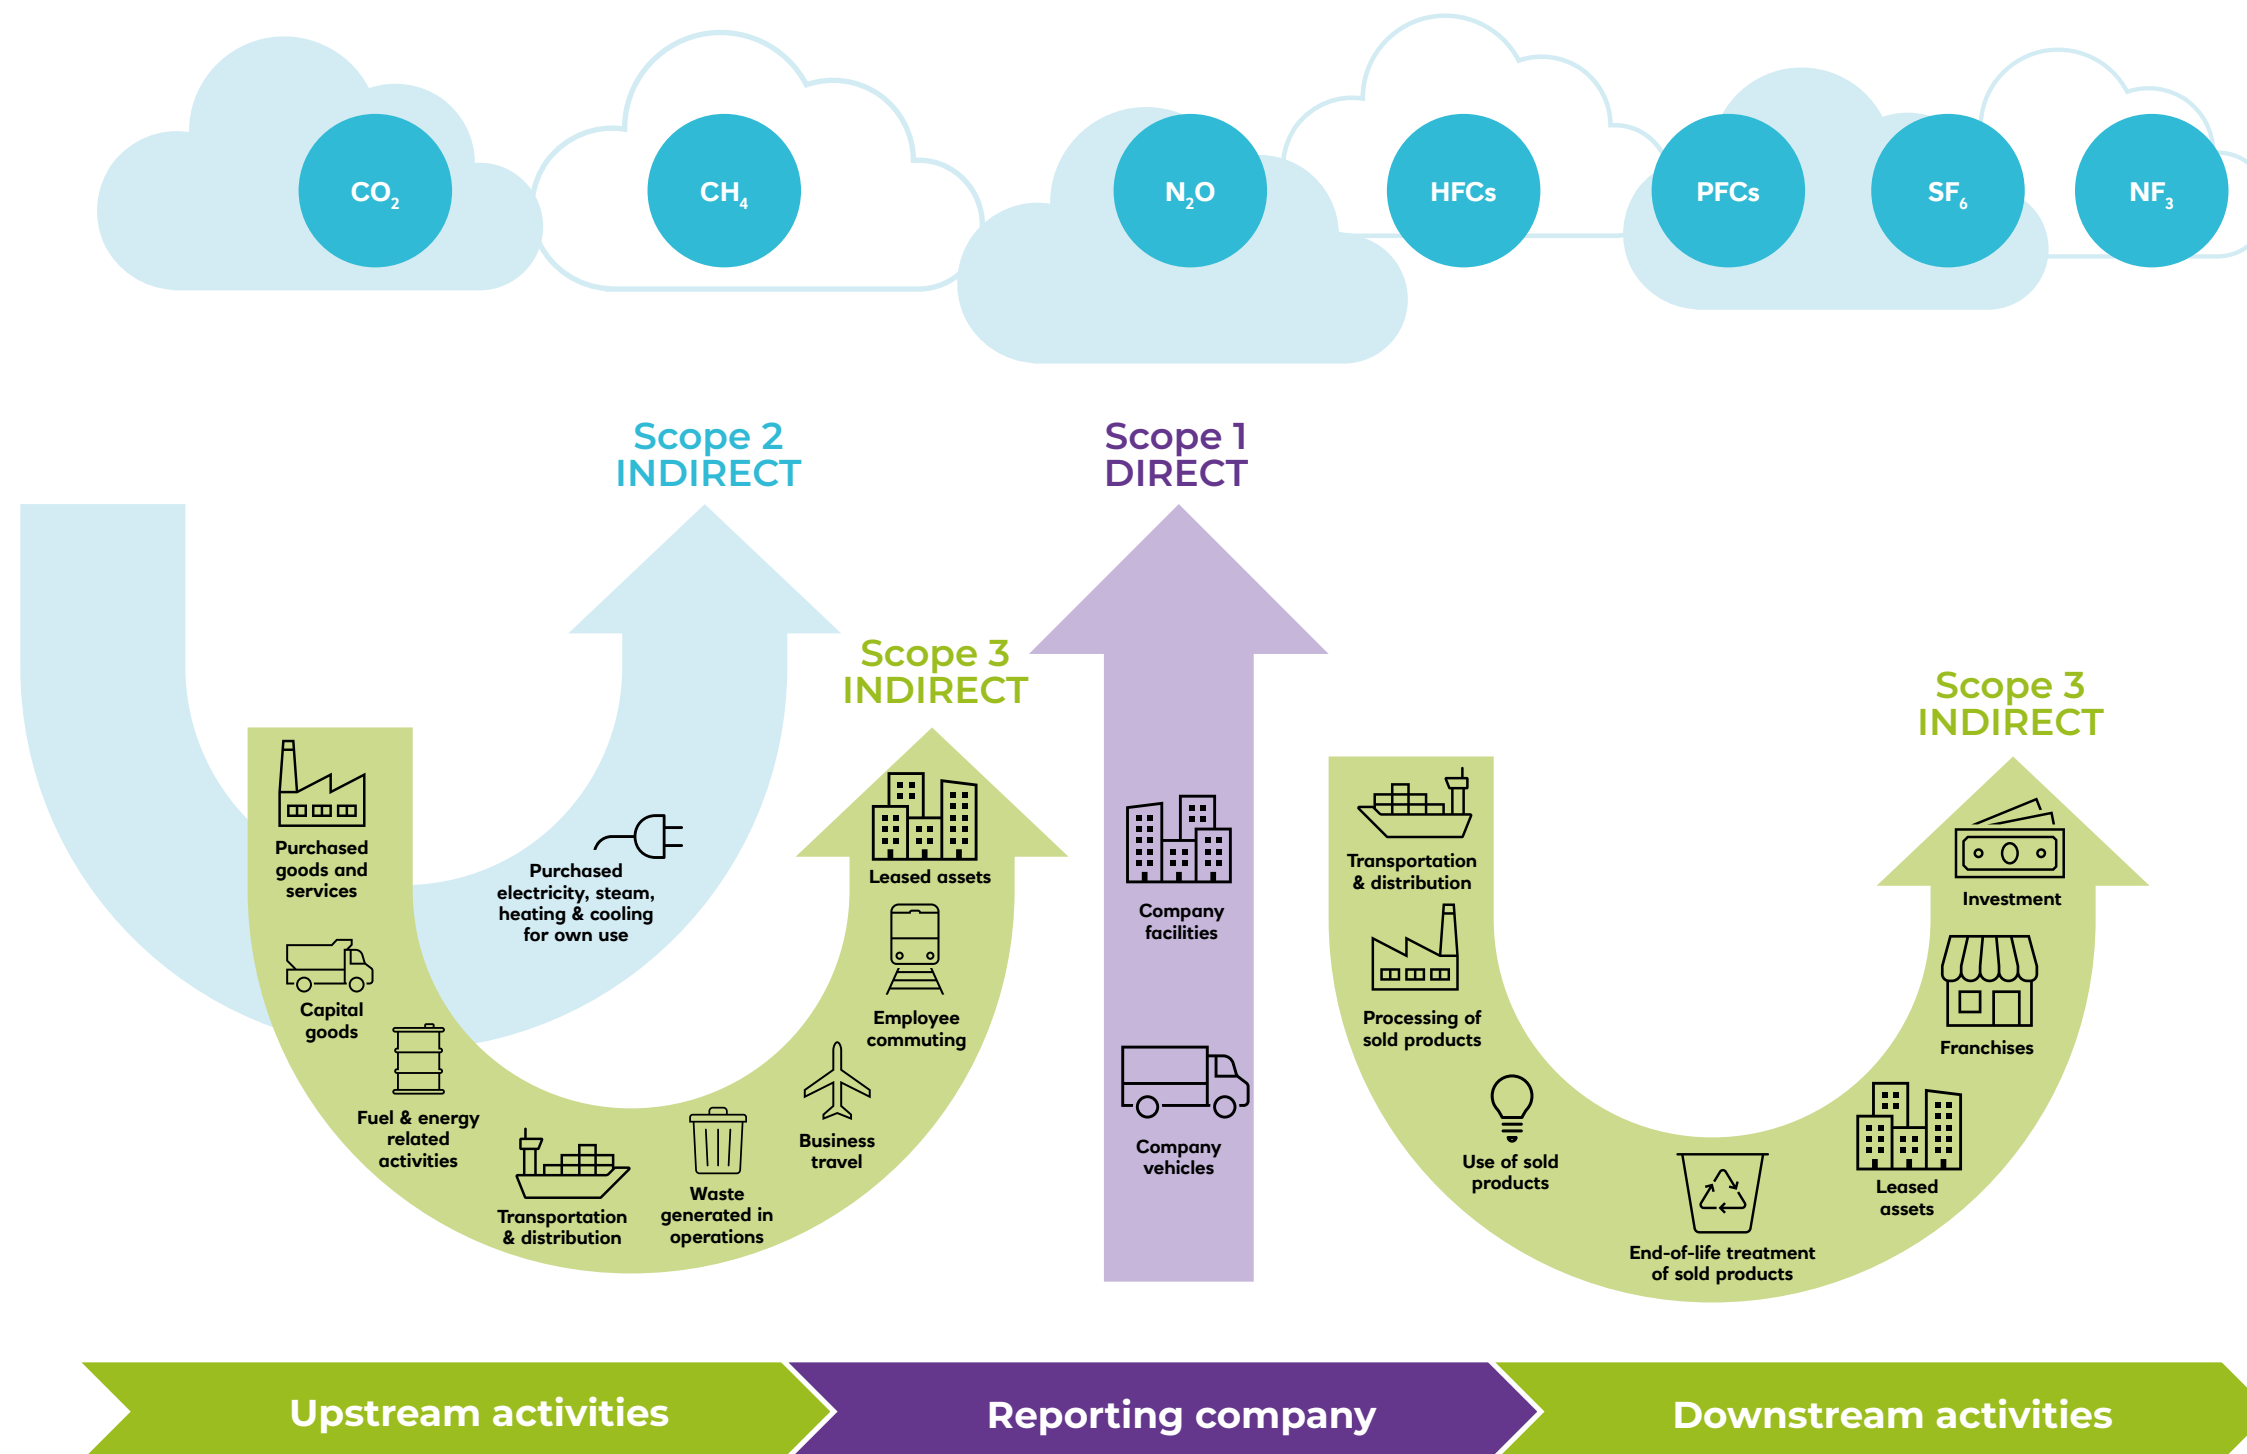 CO₂
CH₄
N₂O
HFCs
PFCs
SF₆
NF₃
Scope 2
INDIRECT
Scope 1
DIRECT
Scope 3
INDIRECT
Scope 3
INDIRECT
Purchased
goods and
services
Capital
goods
Fuel & energy
related
activities
Transportation
& distribution
Waste
generated in
operations
Business
travel
Employee
commuting
Leased assets
Purchased
electricity, steam,
heating & cooling
for own use
Company
facilities
Company
vehicles
Transportation
& distribution
Processing of
sold products
Use of sold
products
End-of-life treatment
of sold products
Leased
assets
Franchises
Investment
Upstream activities
Reporting company
Downstream activities